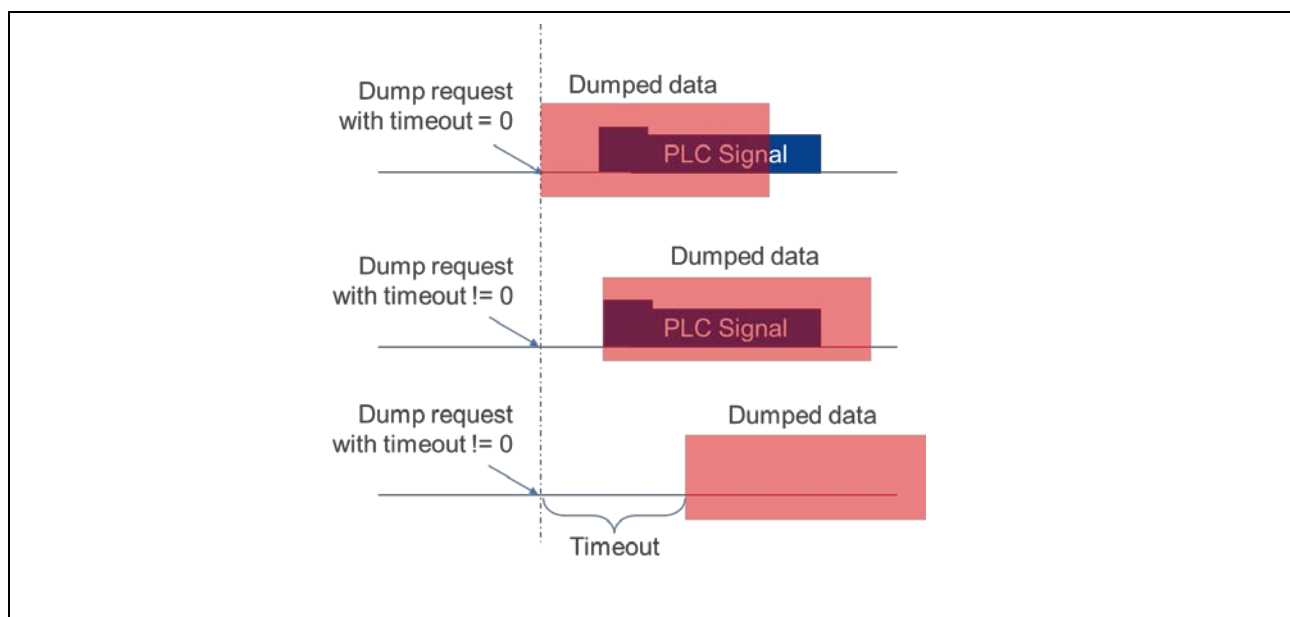 Dumped data
Dump request
with timeout = 0
PLC Signal
Dumped data
Dump request
with timeout != 0
PLC Signal
Dumped data
Dump request
with timeout != 0
Timeout